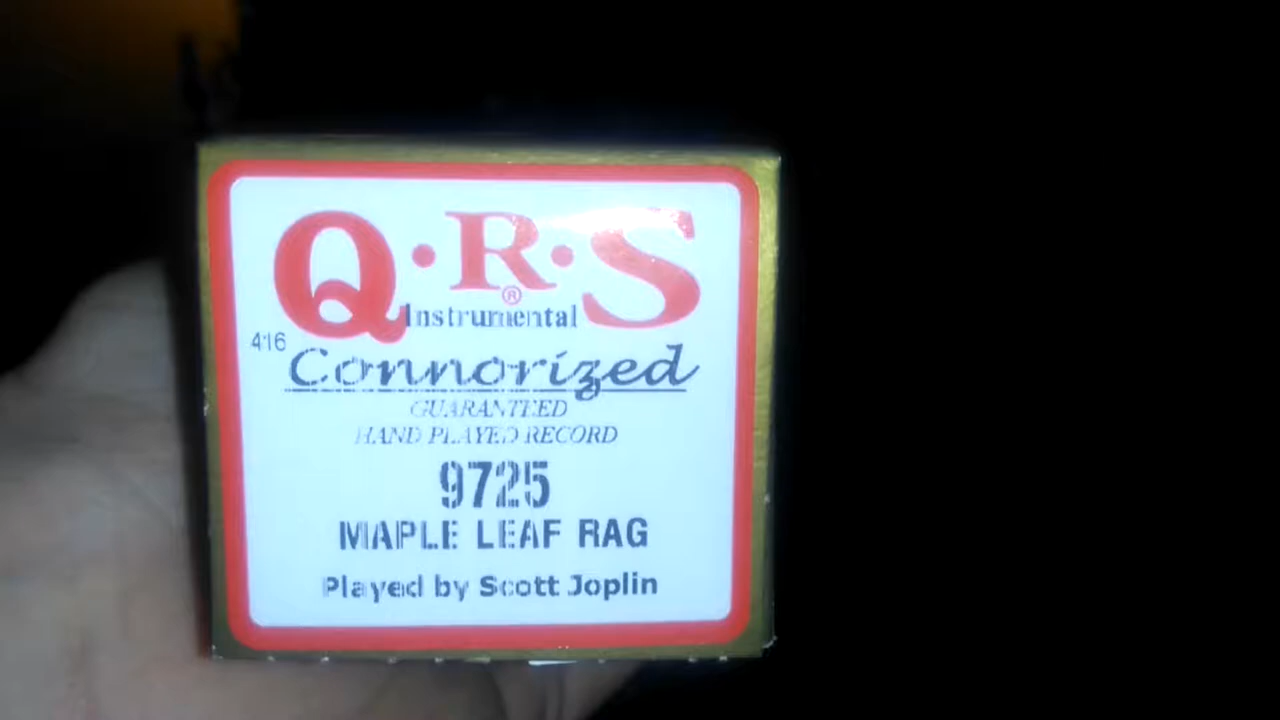 Q·R·S
®
Instrumental
416
Connorized
GUARANTEED
HAND PLAYED RECORD
9725
MAPLE LEAF RAG
Played by Scott Joplin